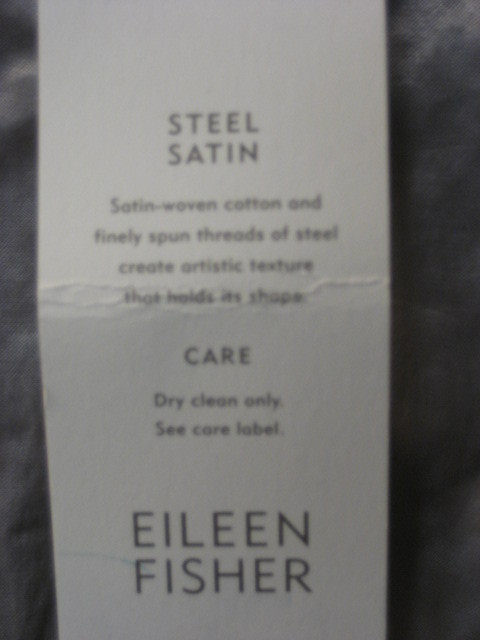 STEEL
SATIN
Satin-woven cotton and
finely spun threads of steel
create artistic texture
that holds its shape.
CARE
Dry clean only.
See care label.
EILEEN
FISHER